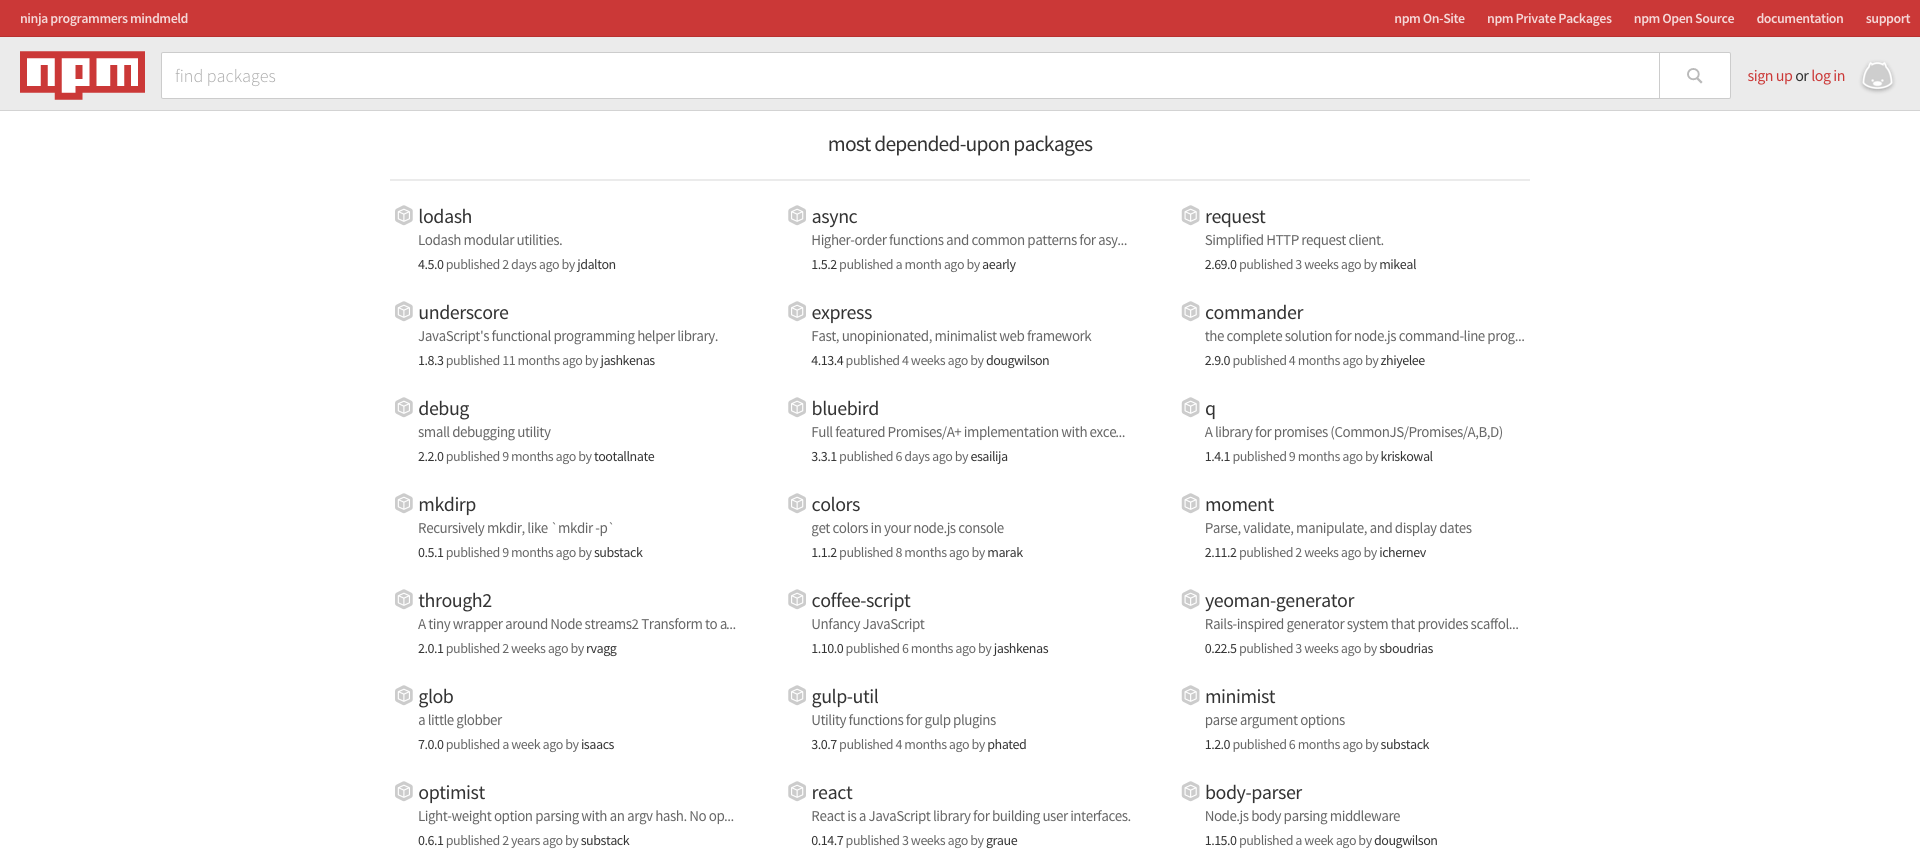 ninja programmers mindmeld
npm On-Site npm Private Packages npm Open Source documentation support
npm find packages sign up or log in
most depended-upon packages
lodash
Lodash modular utilities.
4.5.0 published 2 days ago by jdalton
async
Higher-order functions and common patterns for asy...
1.5.2 published a month ago by aearly
request
Simplified HTTP request client.
2.69.0 published 3 weeks ago by mikeal
underscore
JavaScript's functional programming helper library.
1.8.3 published 11 months ago by jashkenas
express
Fast, unopinionated, minimalist web framework
4.13.4 published 4 weeks ago by dougwilson
commander
the complete solution for node.js command-line prog...
2.9.0 published 4 months ago by zhiyelee
debug
small debugging utility
2.2.0 published 9 months ago by tootallnate
bluebird
Full featured Promises/A+ implementation with exce...
3.3.1 published 6 days ago by esailija
q
A library for promises (CommonJS/Promises/A,B,D)
1.4.1 published 9 months ago by kriskowal
mkdirp
Recursively mkdir, like `mkdir -p`
0.5.1 published 9 months ago by substack
colors
get colors in your node.js console
1.1.2 published 8 months ago by marak
moment
Parse, validate, manipulate, and display dates
2.11.2 published 2 weeks ago by ichernev
through2
A tiny wrapper around Node streams2 Transform to a...
2.0.1 published 2 weeks ago by rvagg
coffee-script
Unfancy JavaScript
1.10.0 published 6 months ago by jashkenas
yeoman-generator
Rails-inspired generator system that provides scaffol...
0.22.5 published 3 weeks ago by sboudrias
glob
a little globber
7.0.0 published a week ago by isaacs
gulp-util
Utility functions for gulp plugins
3.0.7 published 4 months ago by phated
minimist
parse argument options
1.2.0 published 6 months ago by substack
optimist
Light-weight option parsing with an argv hash. No op...
0.6.1 published 2 years ago by substack
react
React is a JavaScript library for building user interfaces.
0.14.7 published 3 weeks ago by graue
body-parser
Node.js body parsing middleware
1.15.0 published a week ago by dougwilson